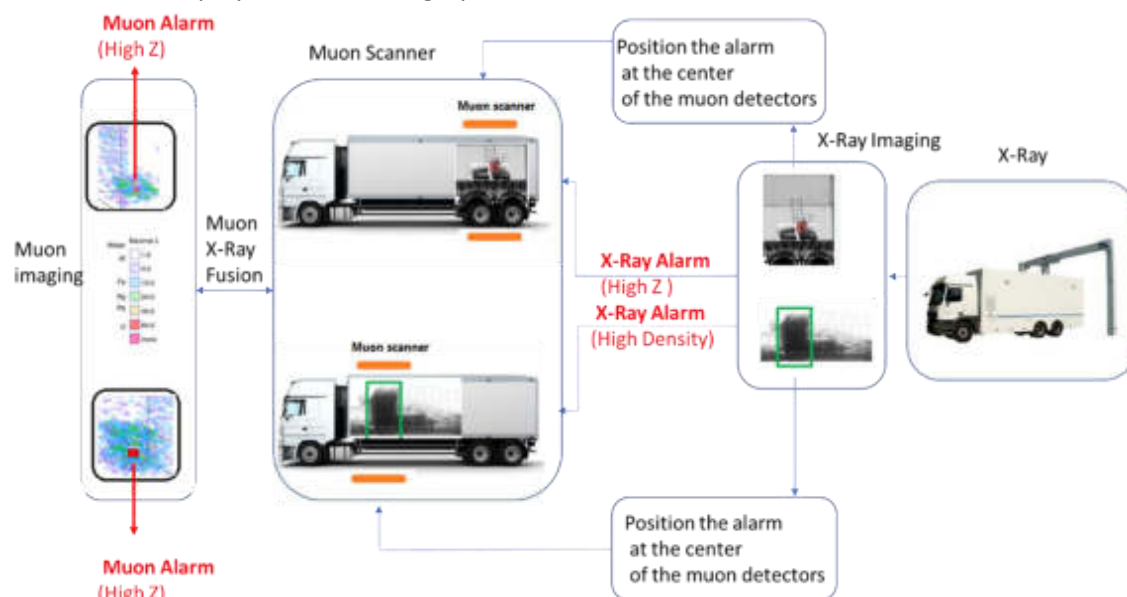 Muon Alarm
(High Z)
Muon Scanner
Muon scanner
Position the alarm
at the center
of the muon detectors
X-Ray Imaging
X-Ray
Muon
imaging
Muon
X-Ray
Fusion
X-Ray Alarm
(High Z )
X-Ray Alarm
(High Density)
Muon scanner
Position the alarm
at the center
of the muon detectors
Muon Alarm
(High Z)